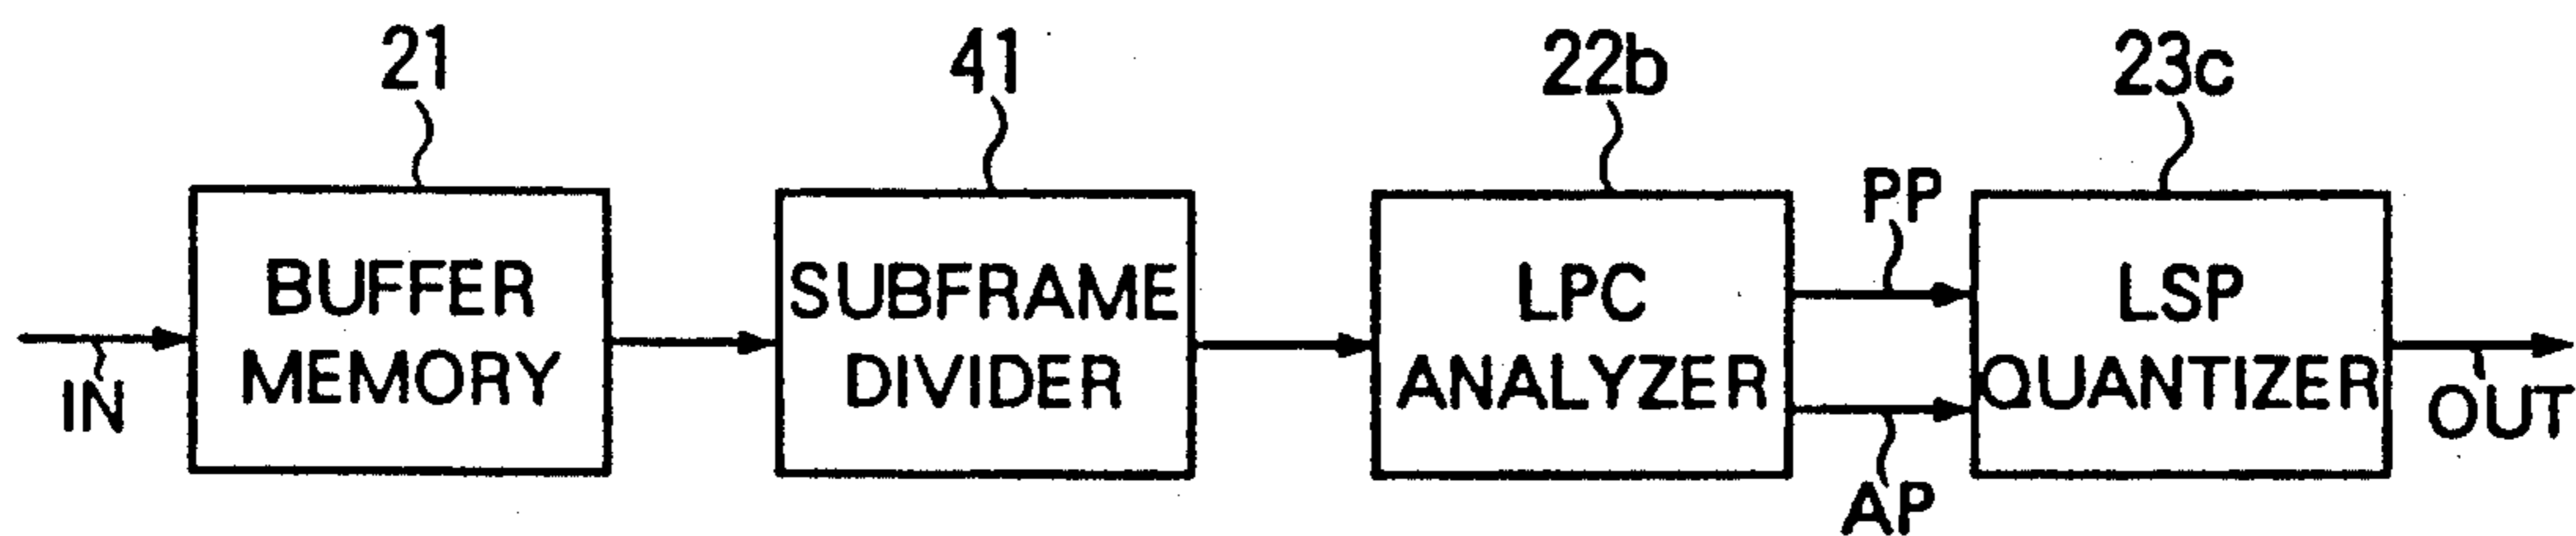 21
41
22b
23c
BUFFER
MEMORY
SUBFRAME
DIVIDER
LPC
ANALYZER
LSP
QUANTIZER
PP
AP
IN
OUT